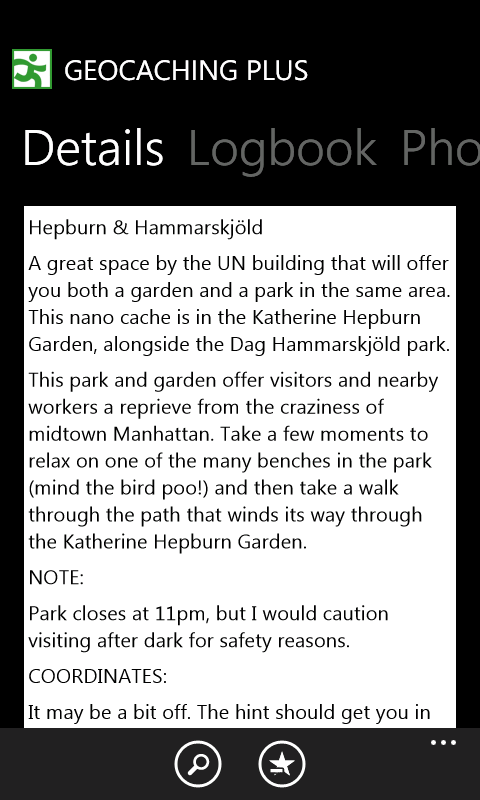 GEOCACHING PLUS
Details Logbook Pho
Hepburn & Hammarskjöld
A great space by the UN building that will offer
you both a garden and a park in the same area.
This nano cache is in the Katherine Hepburn
Garden, alongside the Dag Hammarskjöld park.
This park and garden offer visitors and nearby
workers a reprieve from the craziness of
midtown Manhattan. Take a few moments to
relax on one of the many benches in the park
(mind the bird poo!) and then take a walk
through the path that winds its way through
the Katherine Hepburn Garden.
NOTE:
Park closes at 11pm, but I would caution
visiting after dark for safety reasons.
COORDINATES:
It may be a bit off. The hint should get you in